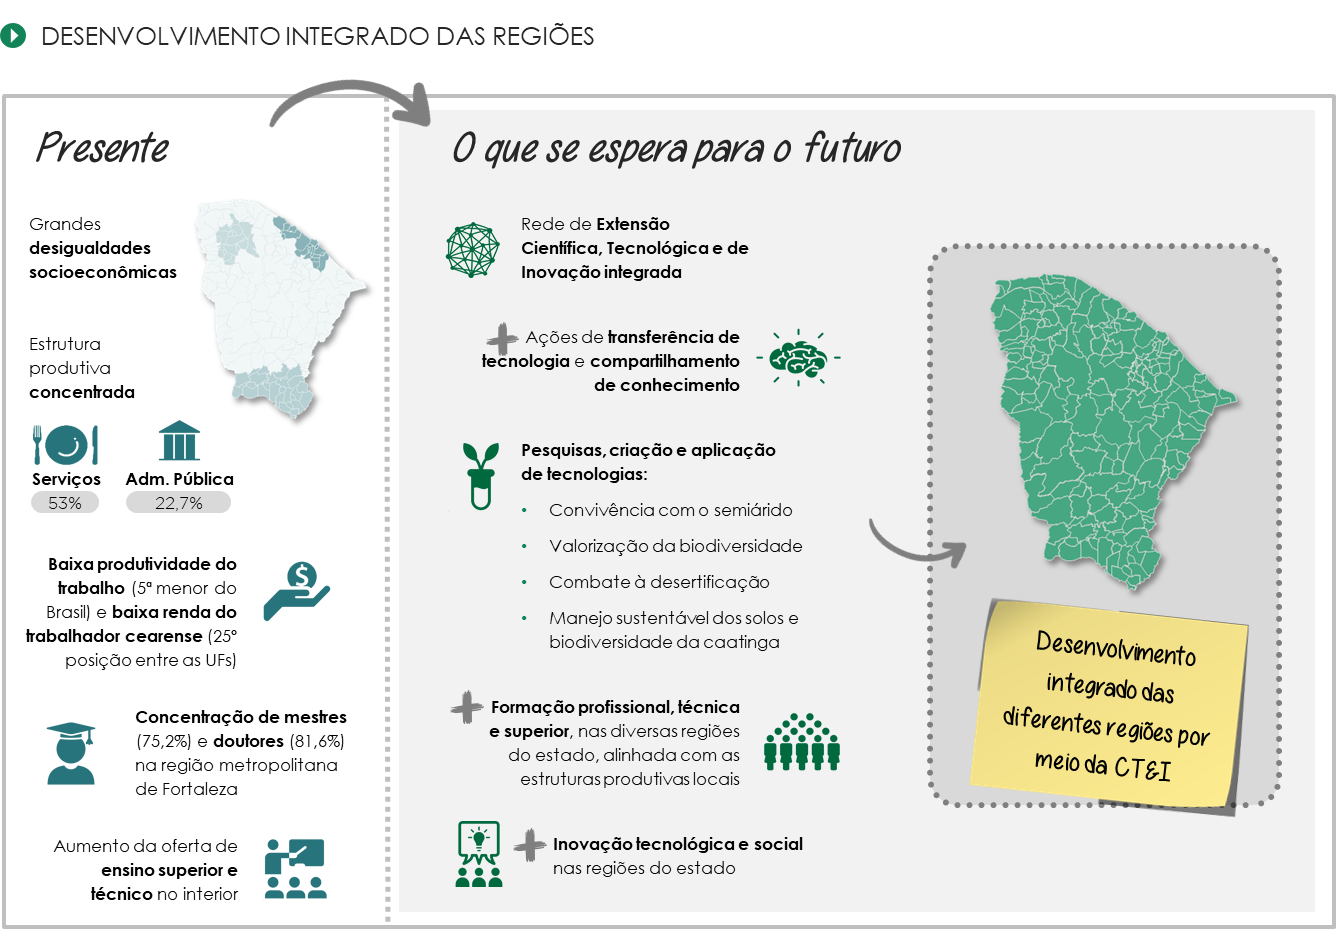 DESENVOLVIMENTO INTEGRADO DAS REGIÕES
Presente
Grandes
desigualdades
socioeconômicas
Estrutura
produtiva
concentrada
Serviços
53%
Adm. Pública
22,7%
Baixa produtividade do
trabalho (5ª menor do
Brasil) e baixa renda do
trabalhador cearense (25º
posição entre as UFs)
Concentração de mestres
(75,2%) e doutores (81,6%)
na região metropolitana
de Fortaleza
Aumento da oferta de
ensino superior e
técnico no interior
O que se espera para o futuro
Rede de Extensão
Científica, Tecnológica e de
Inovação integrada
Ações de transferência de
tecnologia e compartilhamento
de conhecimento
Pesquisas, criação e aplicação
de tecnologias:
• Convivência com o semiárido
• Valorização da biodiversidade
• Combate à desertificação
• Manejo sustentável dos solos e
biodiversidade da caatinga
Formação profissional, técnica
e superior, nas diversas regiões
do estado, alinhada com as
estruturas produtivas locais
Inovação tecnológica e social
nas regiões do estado
Desenvolvimento
integrado das
diferentes regiões por
meio da CT&I